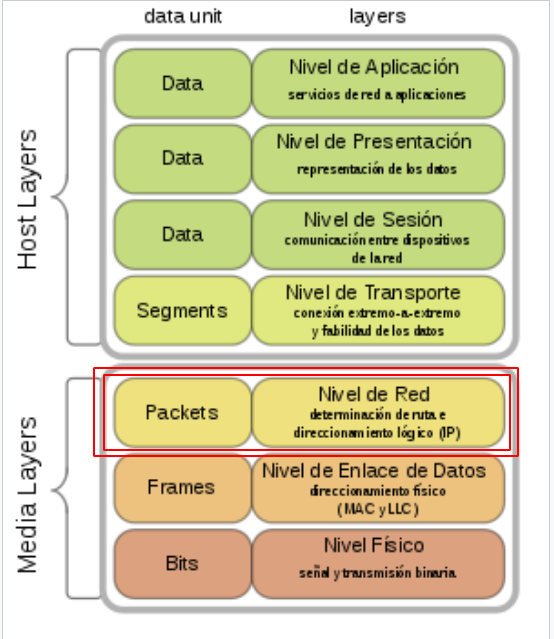 data unit layers
Host Layers
Data
Nivel de Aplicación
servicios de red a aplicaciones
Data
Nivel de Presentación
representación de los datos
Data
Nivel de Sesión
comunicación entre dispositivos
de la red
Segments
Nivel de Transporte
conexión extremo-a-extremo
y fiabilidad de los datos
Media Layers
Packets
Nivel de Red
determinación de ruta e
direccionamiento lógico (IP)
Frames
Nivel de Enlace de Datos
direccionamiento físico
(MAC y LLC)
Bits
Nivel Físico
señal y transmisión binaria